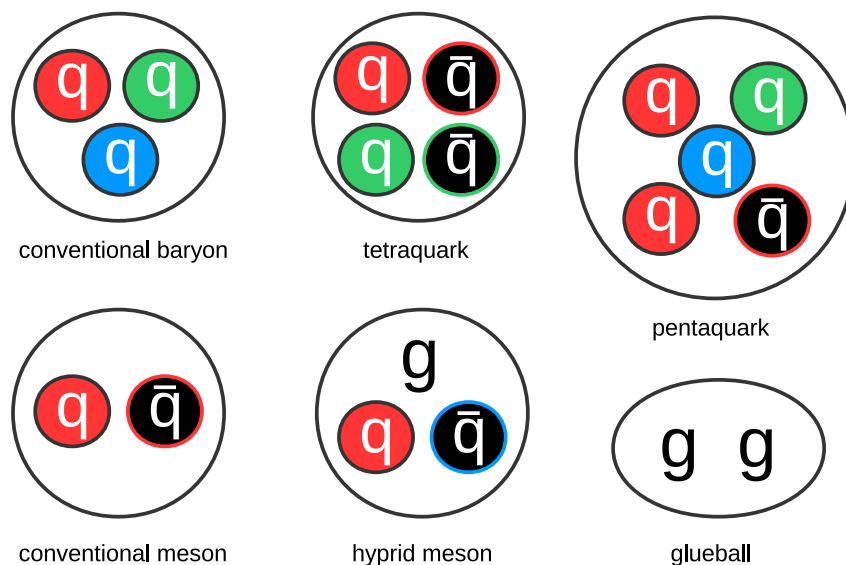 q q
q
conventional baryon
q q̄
q q̄
tetraquark
q q
q
q q̄
pentaquark
q q̄
conventional meson
g
q q̄
hyprid meson
g g
glueball